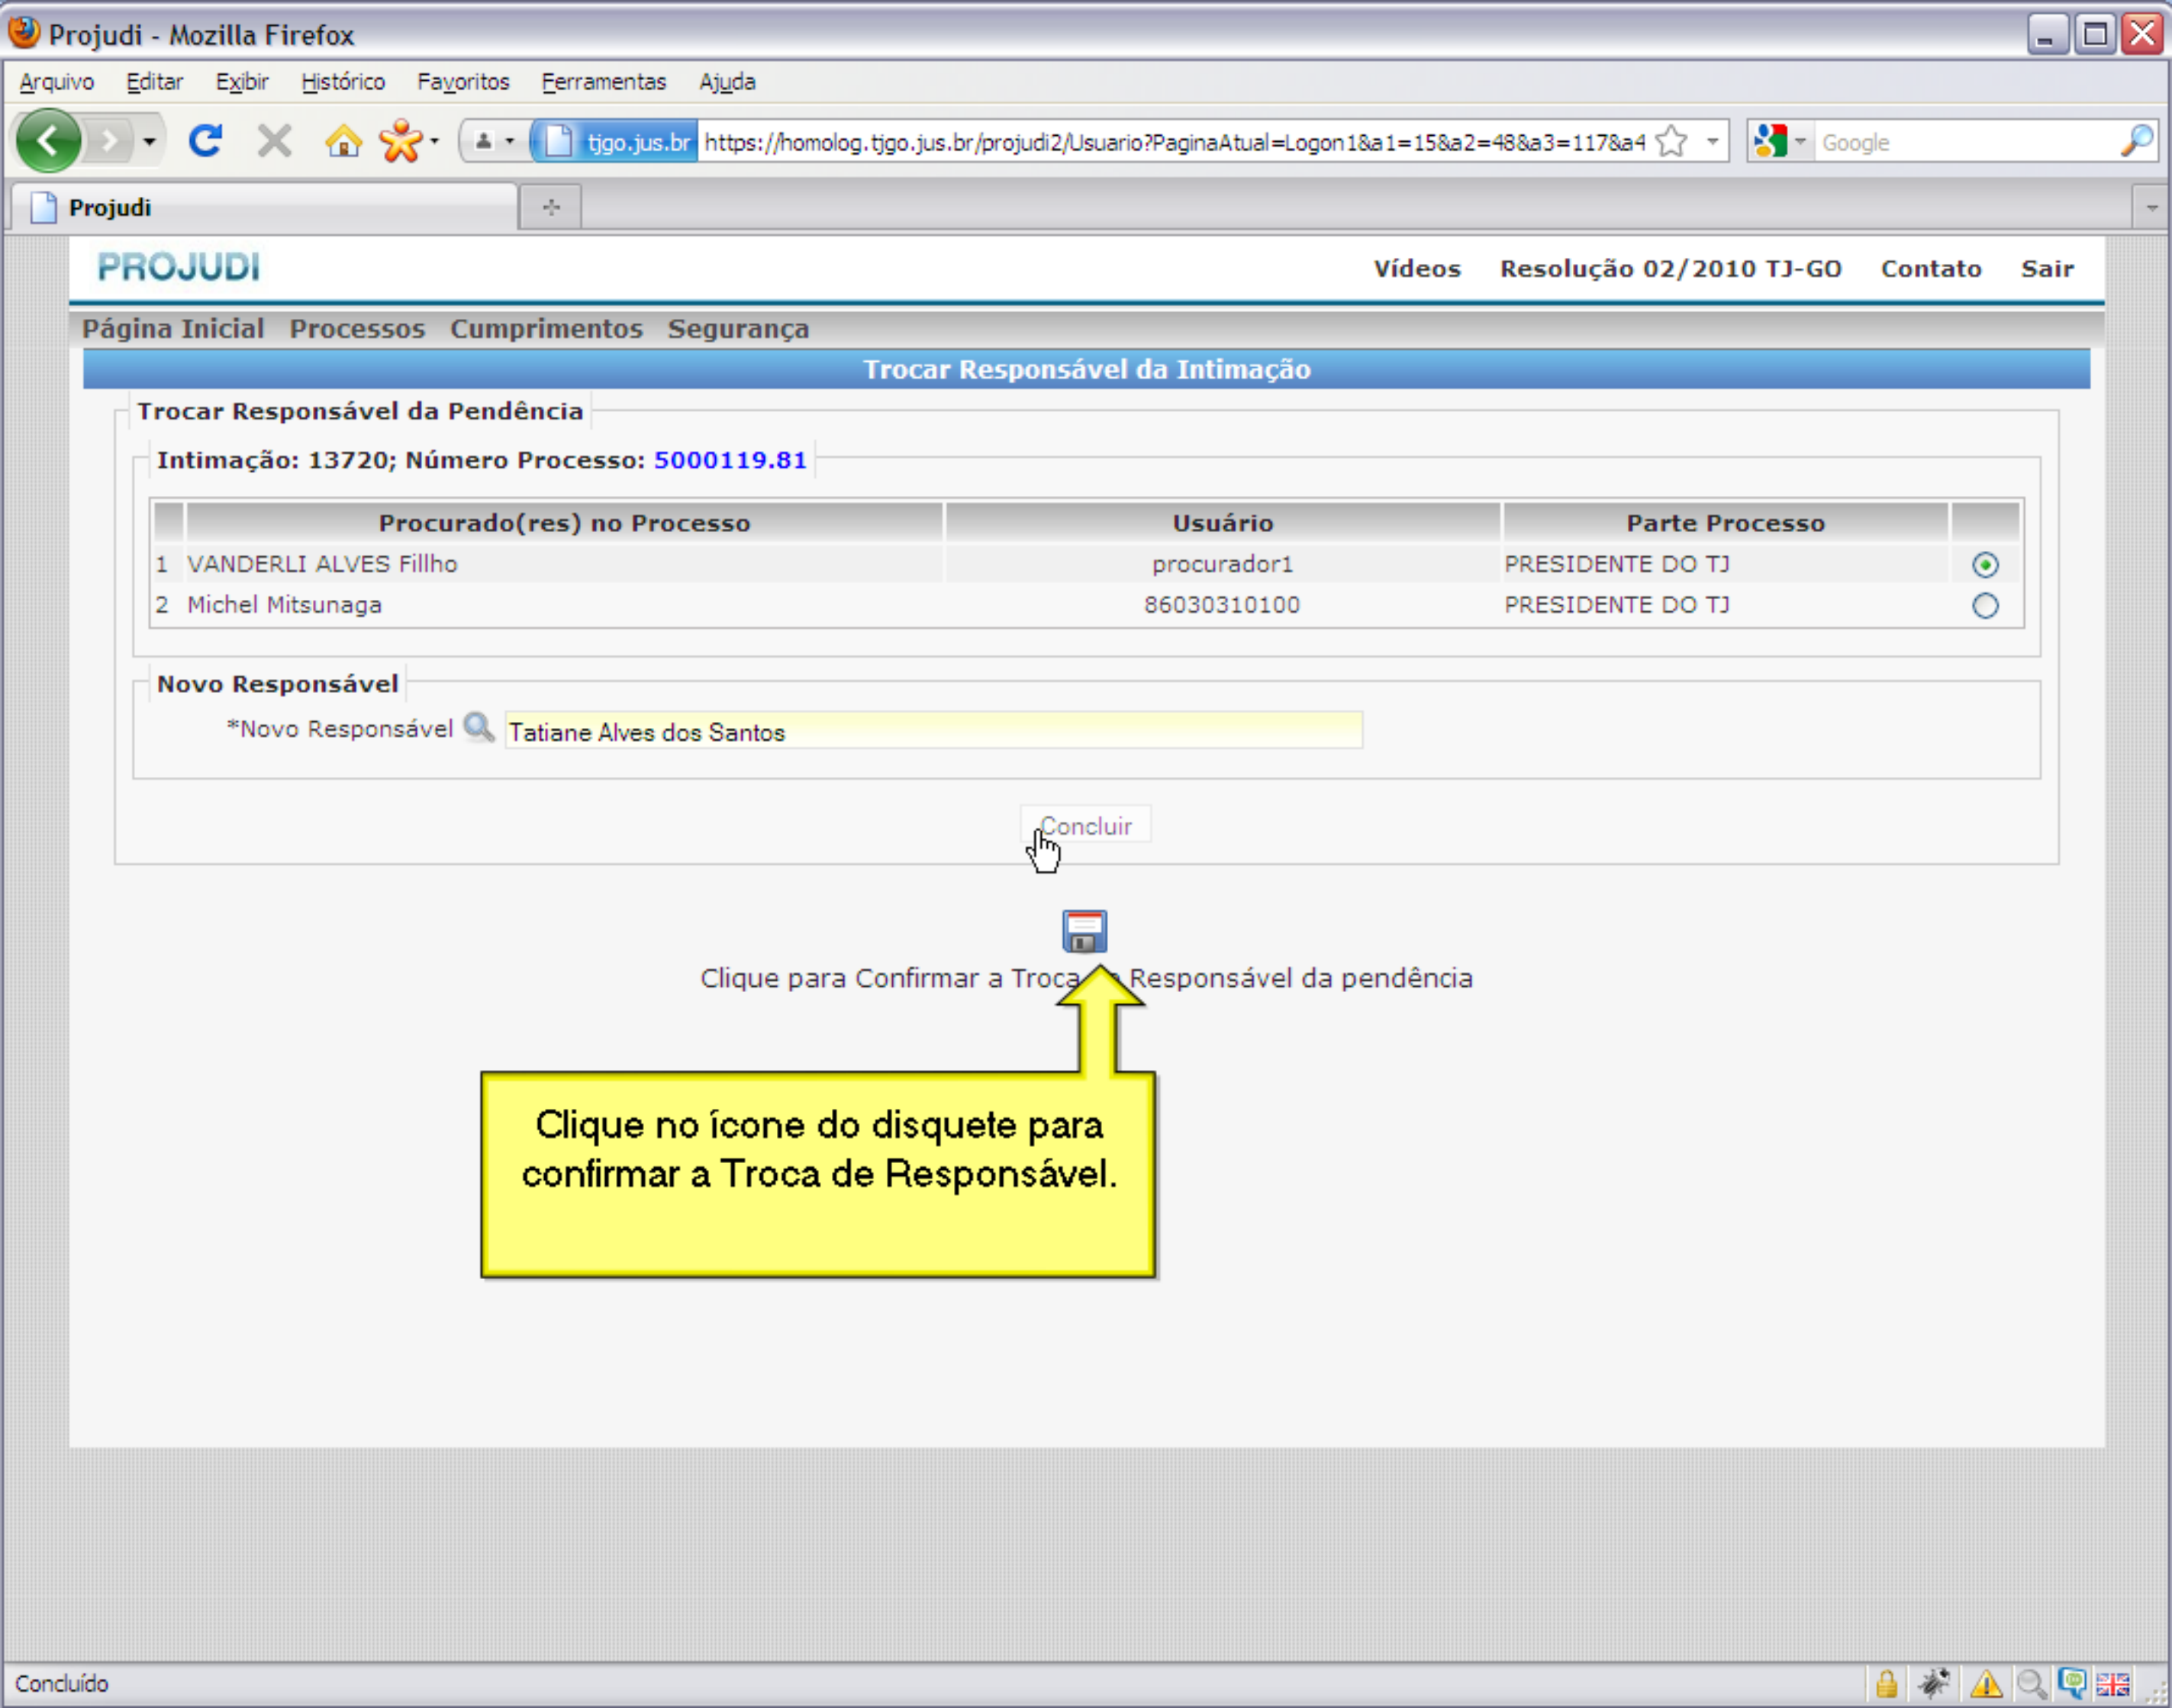 Projudi - Mozilla Firefox
Arquivo Editar Exibir Histórico Favoritos Ferramentas Ajuda
tjgo.jus.br https://homolog.tjgo.jus.br/projudi2/Usuario?PaginaAtual=Logon1&a1=15&a2=48&a3=117&a4 Google
Projudi
PROJUDI Vídeos Resolução 02/2010 TJ-GO Contato Sair
Página Inicial Processos Cumprimentos Segurança
Trocar Responsável da Intimação
Trocar Responsável da Pendência
Intimação: 13720; Número Processo: 5000119.81
Procurado(res) no Processo Usuário Parte Processo
1 VANDERLI ALVES Fillho procurador1 PRESIDENTE DO TJ
2 Michel Mitsunaga 86030310100 PRESIDENTE DO TJ
Novo Responsável
*Novo Responsável Tatiane Alves dos Santos
Concluir
Clique para Confirmar a Troca Responsável da pendência
Clique no ícone do disquete para
confirmar a Troca de Responsável.
Concluído